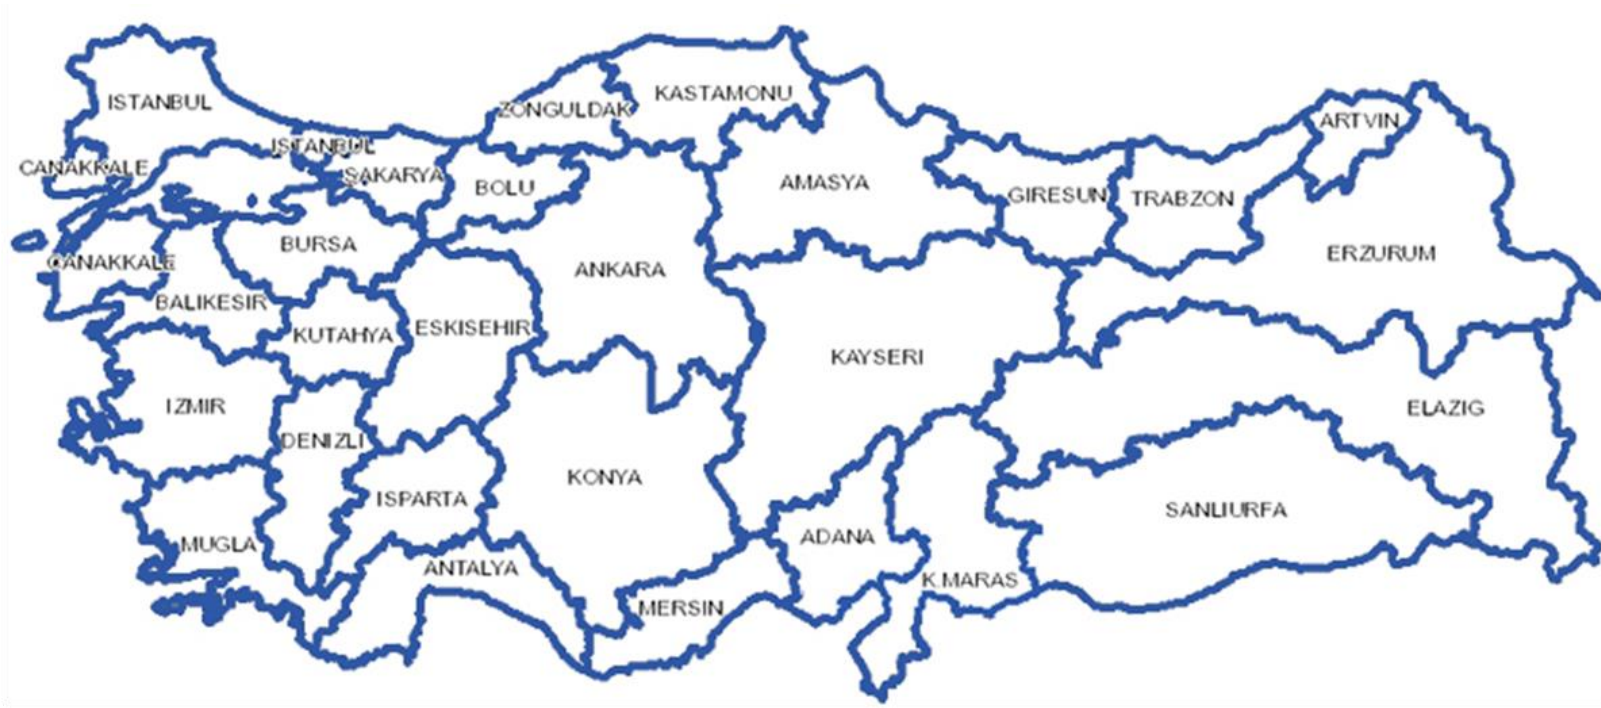 KASTAMONU
ISTANBUL
ZONGULDAK
ARTVIN
ISTANBUL
CANAKKALE
SAKARYA
BOLU
AMASYA
GIRESUN
TRABZON
BURSA
ERZURUM
CANAKKALE
ANKARA
BALIKESIR
KUTAHYA
ESKISEHIR
KAYSERI
IZMIR
ELAZIG
DENIZLI
KONYA
ISPARTA
SANLIURFA
ADANA
MUGLA
ANTALYA
K.MARAS
MERSIN